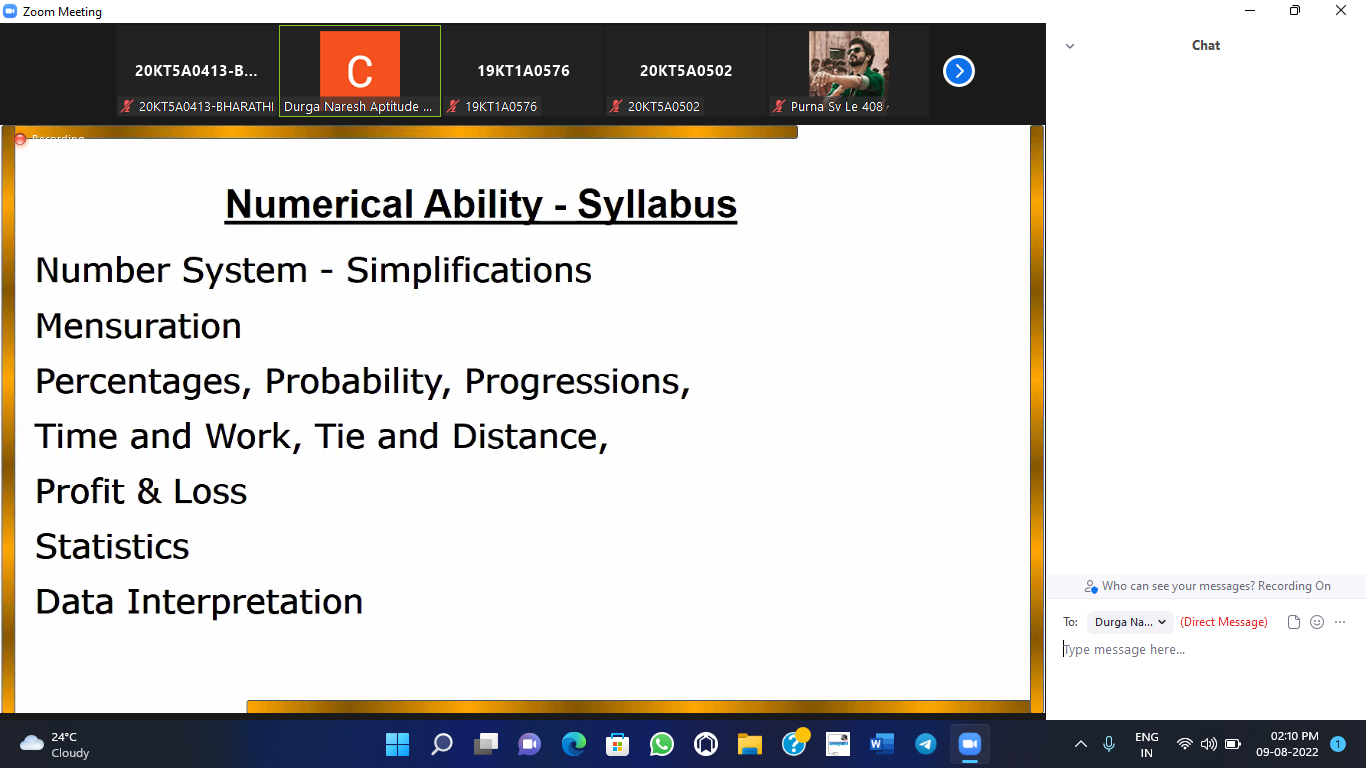 Zoom Meeting
20KT5A0413-B...
20KT5A0413-BHARATHI
C
Durga Naresh Aptitude ...
19KT1A0576
19KT1A0576
20KT5A0502
20KT5A0502
Purna Sv Le 408
Recording
Numerical Ability - Syllabus
Number System - Simplifications
Mensuration
Percentages, Probability, Progressions,
Time and Work, Tie and Distance,
Profit & Loss
Statistics
Data Interpretation
Chat
Who can see your messages? Recording On
To: Durga Na... (Direct Message)
Type message here...
24°C
Cloudy
ENG
IN
02:10 PM
09-08-2022
1